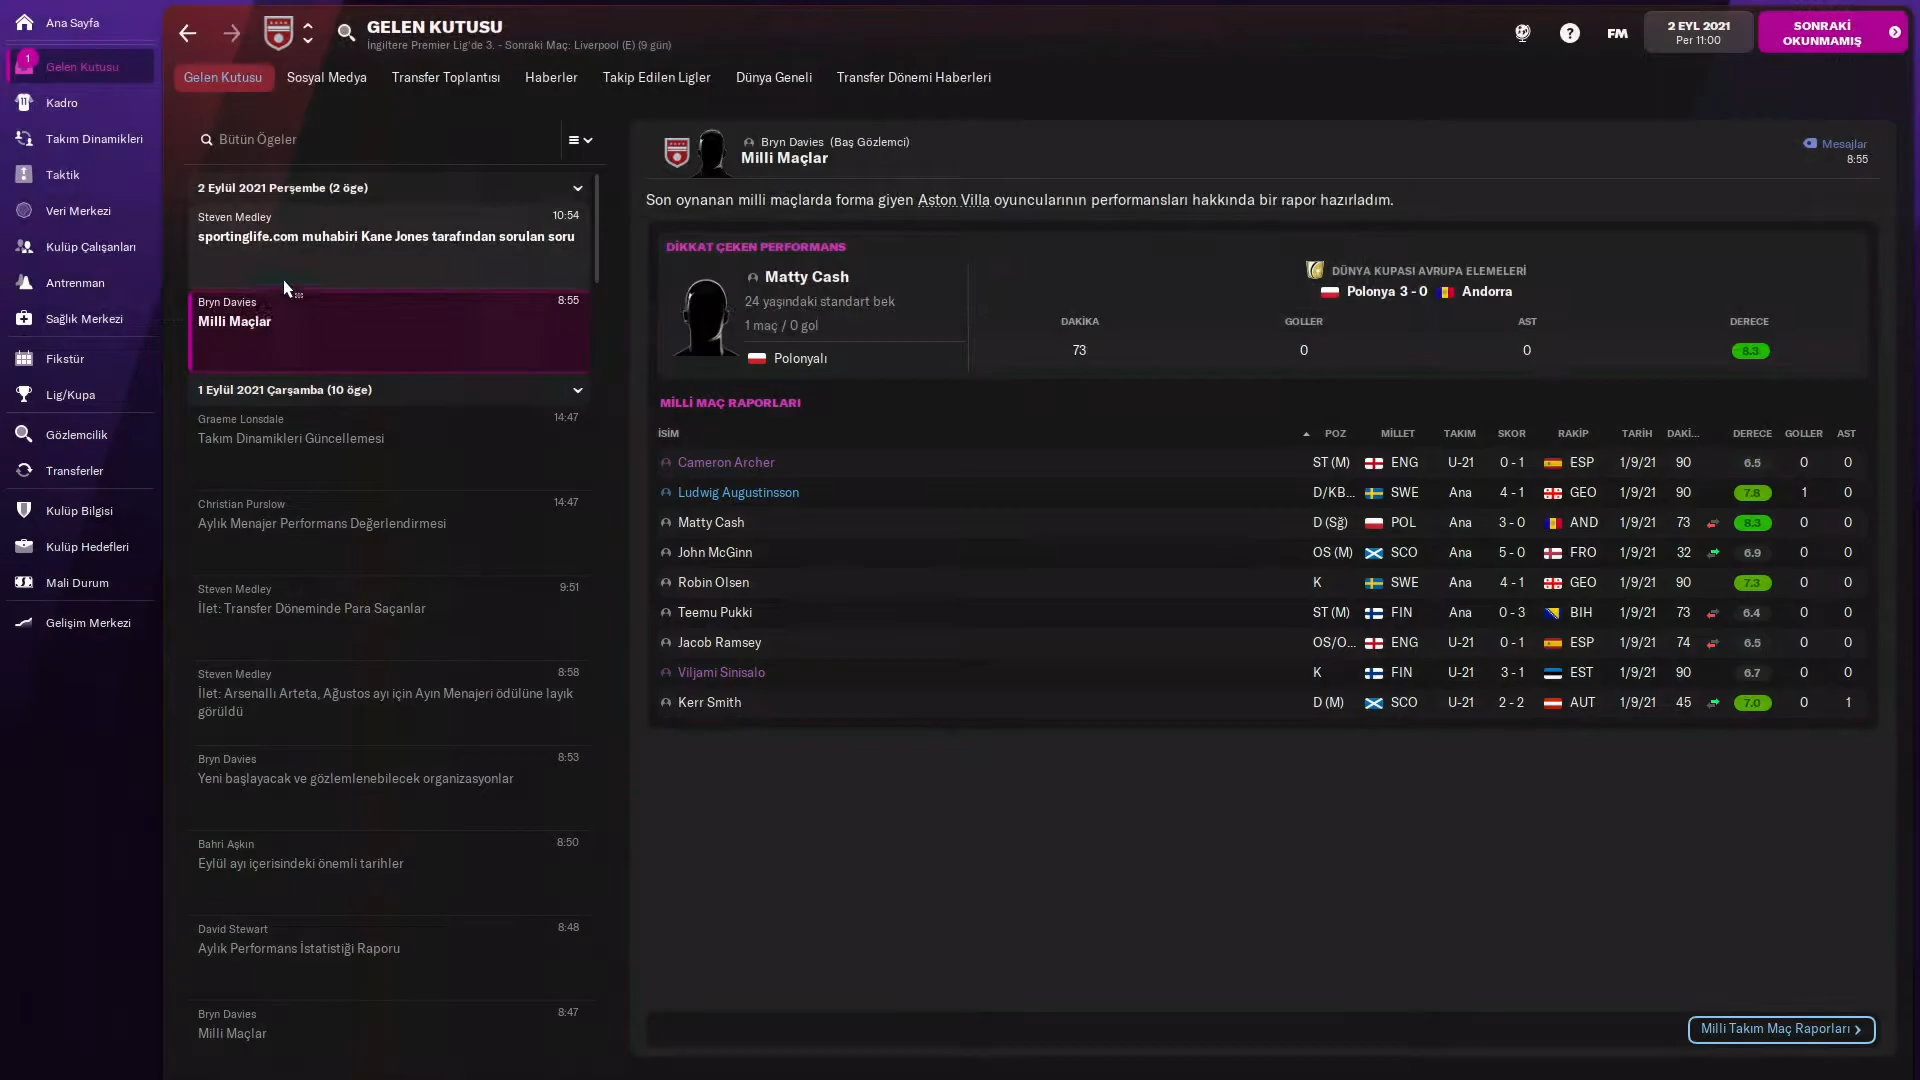 Ana Sayfa
1
Gelen Kutusu
Kadro
Takım Dinamikleri
Taktik
Veri Merkezi
Kulüp Çalışanları
Antrenman
Sağlık Merkezi
Fikstür
Lig/Kupa
Gözlemcilik
Transferler
Kulüp Bilgisi
Kulüp Hedefleri
Mali Durum
Gelişim Merkezi
GELEN KUTUSU
İngiltere Premier Lig'de 3. - Sonraki Maç: Liverpool (E) (9 gün)
? FM
2 EYL 2021
Per 11:00
SONRAKİ
OKUNMAMIŞ
Gelen Kutusu Sosyal Medya Transfer Toplantısı Haberler Takip Edilen Ligler Dünya Geneli Transfer Dönemi Haberleri
Bütün Ögeler
2 Eylül 2021 Perşembe (2 öge)
Steven Medley 10:54
sportinglife.com muhabiri Kane Jones tarafından sorulan soru
Bryn Davies 8:55
Milli Maçlar
1 Eylül 2021 Çarşamba (10 öge)
Graeme Lonsdale 14:47
Takım Dinamikleri Güncellemesi
Christian Purslow 14:47
Aylık Menajer Performans Değerlendirmesi
Steven Medley 9:51
İlet: Transfer Döneminde Para Saçanlar
Steven Medley 8:58
İlet: Arsenallı Arteta, Ağustos ayı için Ayın Menajeri ödülüne layık
görüldü
Bryn Davies 8:53
Yeni başlayacak ve gözlemlenebilecek organizasyonlar
Bahri Aşkın 8:50
Eylül ayı içerisindeki önemli tarihler
David Stewart 8:48
Aylık Performans İstatistiği Raporu
Bryn Davies 8:47
Milli Maçlar
Bryn Davies (Baş Gözlemci)
Milli Maçlar
Mesajlar
8:55
Son oynanan milli maçlarda forma giyen Aston Villa oyuncularının performansları hakkında bir rapor hazırladım.
DİKKAT ÇEKEN PERFORMANS
Matty Cash
24 yaşındaki standart bek
1 maç / 0 gol
Polonyalı
DÜNYA KUPASI AVRUPA ELEMELERİ
Polonya 3 - 0 Andorra
DAKİKA GOLLER AST DERECE
73 0 0 8.3
MİLLİ MAÇ RAPORLARI
İSİM POZ MİLLET TAKIM SKOR RAKİP TARİH DAKİ... DERECE GOLLER AST
Cameron Archer ST (M) ENG U-21 0 - 1 ESP 1/9/21 90 6.5 0 0
Ludwig Augustinsson D/KB... SWE Ana 4 - 1 GEO 1/9/21 90 7.8 1 0
Matty Cash D (Sğ) POL Ana 3 - 0 AND 1/9/21 73 8.3 0 0
John McGinn OS (M) SCO Ana 5 - 0 FRO 1/9/21 32 6.9 0 0
Robin Olsen K SWE Ana 4 - 1 GEO 1/9/21 90 7.3 0 0
Teemu Pukki ST (M) FIN Ana 0 - 3 BIH 1/9/21 73 6.4 0 0
Jacob Ramsey OS/O... ENG U-21 0 - 1 ESP 1/9/21 74 6.5 0 0
Viljami Sinisalo K FIN U-21 3 - 1 EST 1/9/21 90 6.7 0 0
Kerr Smith D (M) SCO U-21 2 - 2 AUT 1/9/21 45 7.0 0 1
Milli Takım Maç Raporları